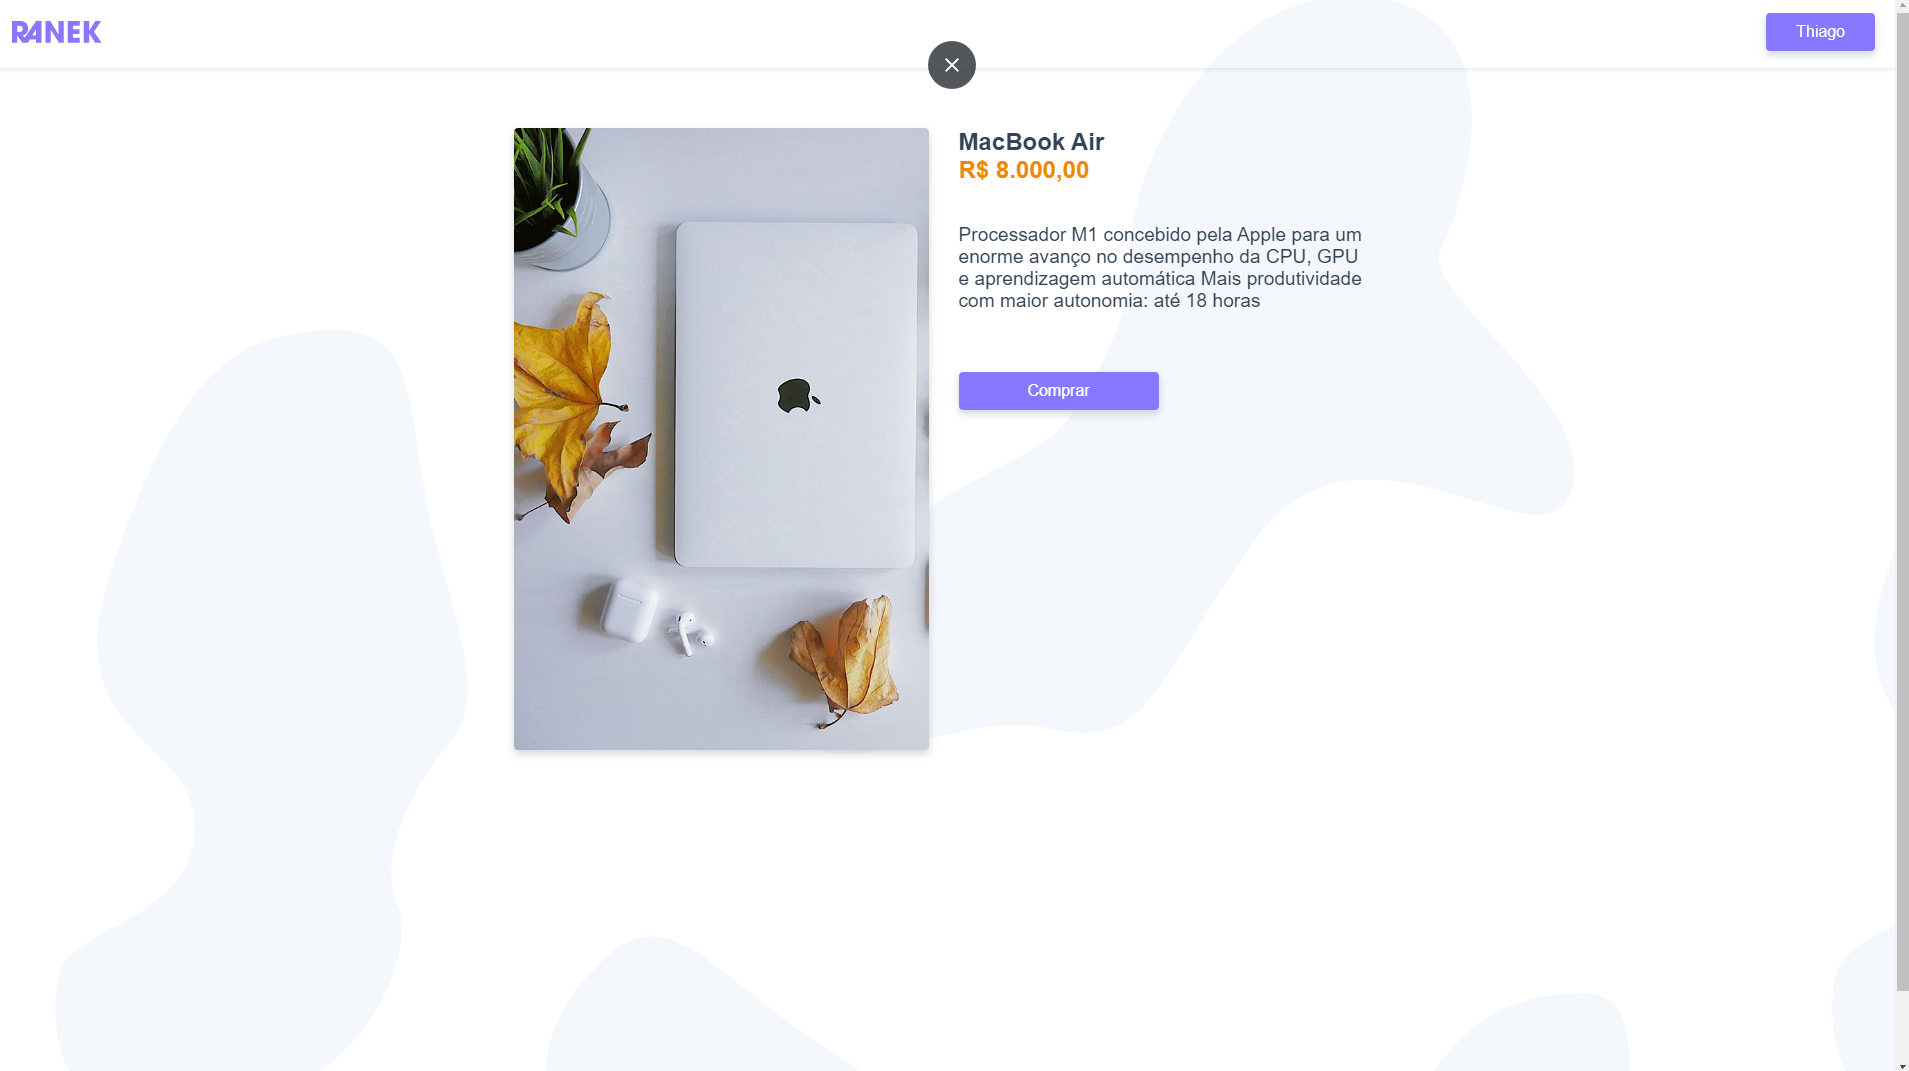 RANEK
Thiago
MacBook Air
R$ 8.000,00
Processador M1 concebido pela Apple para um
enorme avanço no desempenho da CPU, GPU
e aprendizagem automática Mais produtividade
com maior autonomia: até 18 horas
Comprar